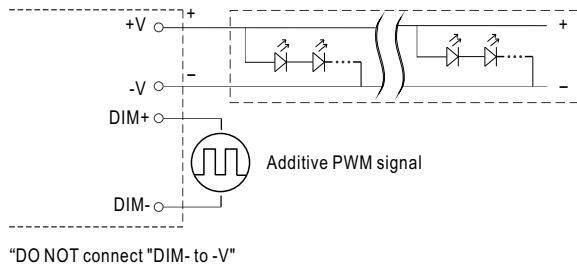 +V
+
+
-V
−
−
DIM+
Additive PWM signal
DIM-
“DO NOT connect "DIM- to -V"